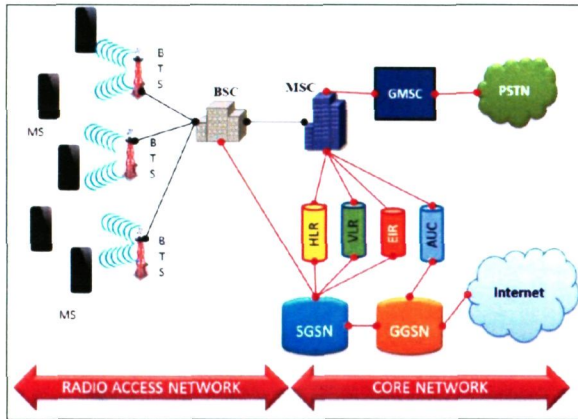 B
T
S
BSC
MSC
GMSC
PSTN
MS
B
T
S
B
T
S
HLR
VLR
EIR
AUC
Internet
SGSN
GGSN
MS
RADIO ACCESS NETWORK
CORE NETWORK